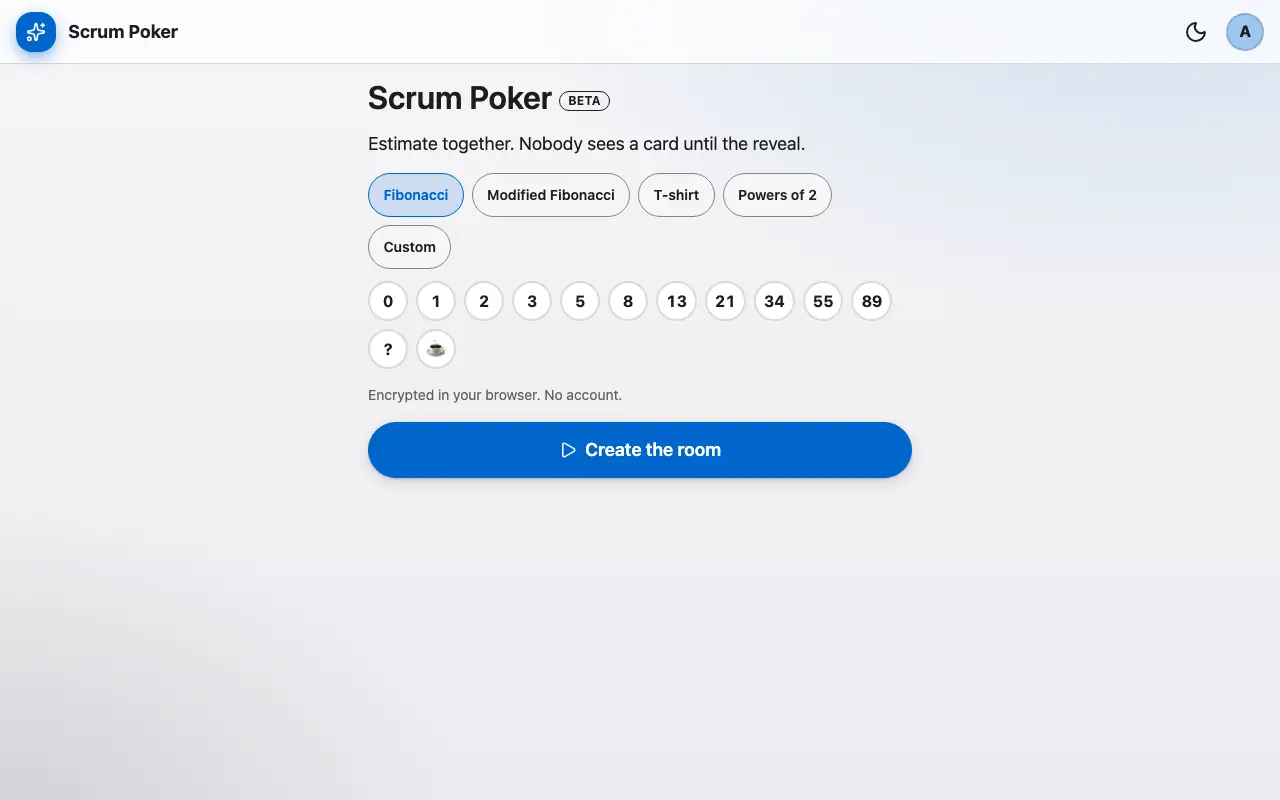 Scrum Poker
A
Scrum Poker BETA
Estimate together. Nobody sees a card until the reveal.
Fibonacci Modified Fibonacci T-shirt Powers of 2
Custom
0 1 2 3 5 8 13 21 34 55 89
? ☕
Encrypted in your browser. No account.
Create the room